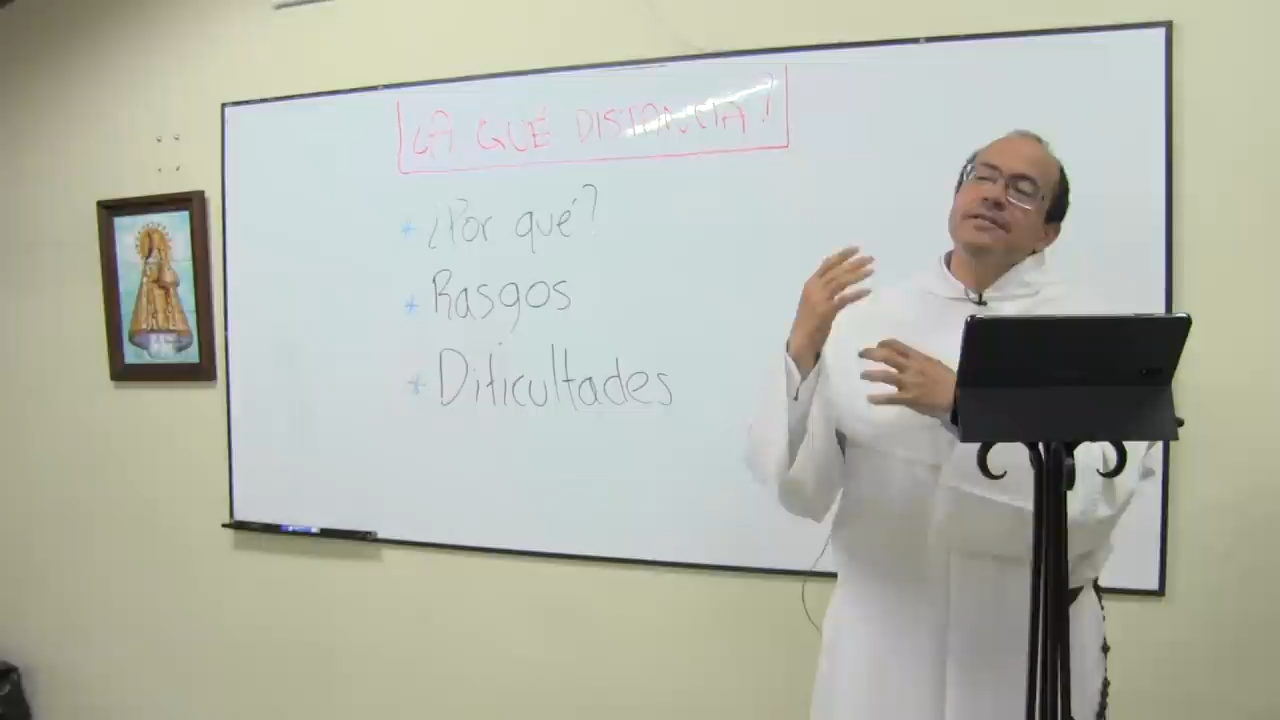 ¿A QUÉ DISTANCIA?
* ¿Por qué?
* Rasgos
* Dificultades